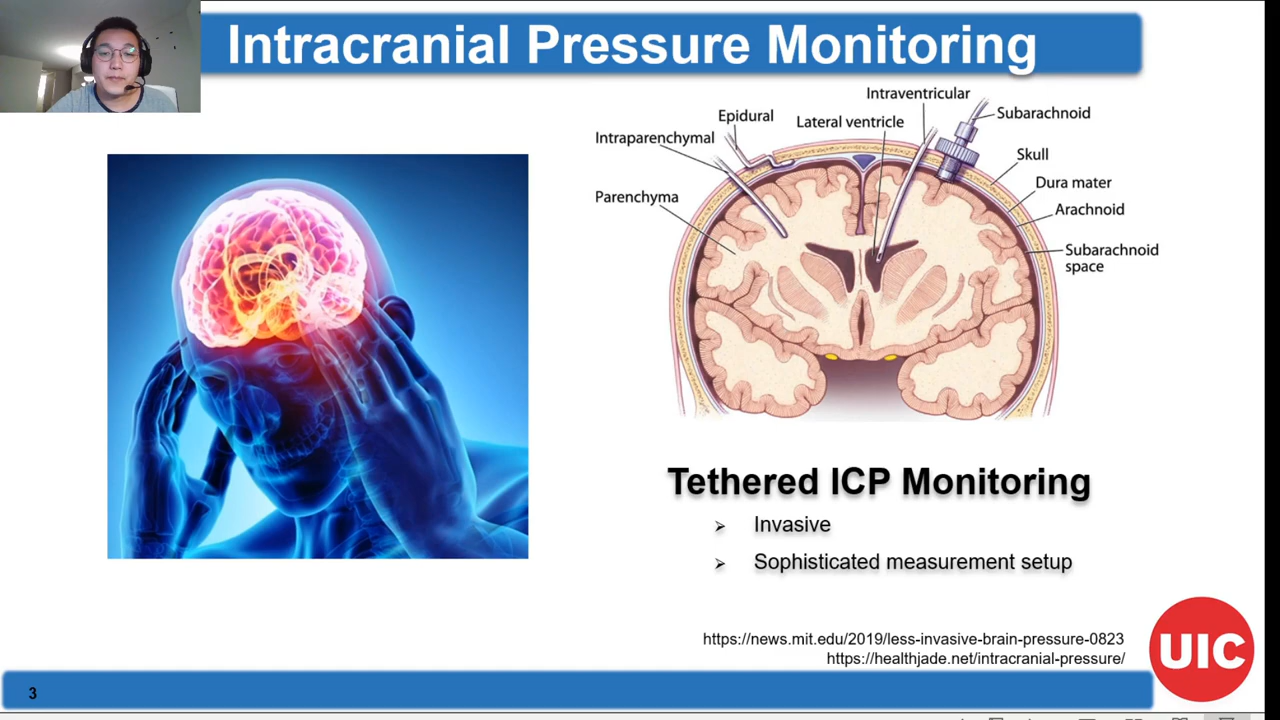 Intracranial Pressure Monitoring
Intraventricular
Epidural
Lateral ventricle
Subarachnoid
Intraparenchymal
Skull
Dura mater
Parenchyma
Arachnoid
Subarachnoid
space
Tethered ICP Monitoring
Invasive
Sophisticated measurement setup
https://news.mit.edu/2019/less-invasive-brain-pressure-0823
https://healthjade.net/intracranial-pressure/
UIC
3